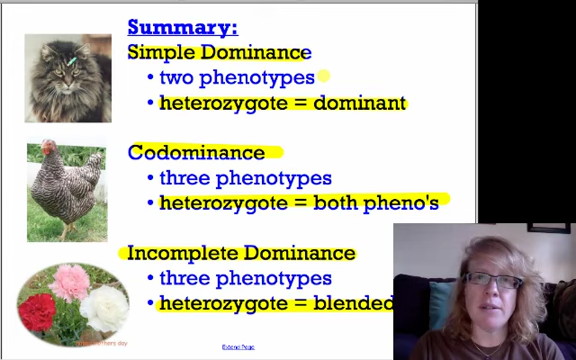 Summary:
Simple Dominance
• two phenotypes
• heterozygote = dominant
Codominance
• three phenotypes
• heterozygote = both pheno's
Incomplete Dominance
• three phenotypes
• heterozygote = blended